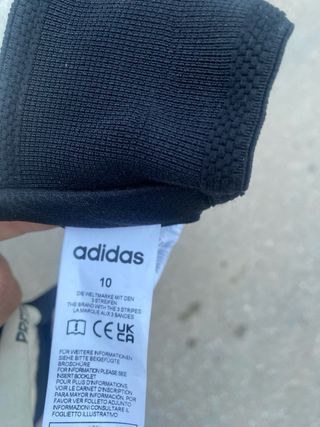 adidas
10
DIE WELTMARKE MIT DEN
3 STREIFEN
THE BRAND WITH THE 3 STRIPES
LA MARQUE AUX 3 BANDES
CE UK
CA
FÜR WEITERE INFORMATIONEN
SIEHE BITTE BEIGEFÜGTE
BROSCHÜRE
FOR INFORMATION PLEASE SEE
INSERT BOOKLET
POUR PLUS D'INFORMATIONS
VOIR LE CARNET D'INSCRIPTION
PARA MAYOR INFORMACIÓN, POR
FAVOR VER FOLLETO ADJUNTO
INFORMAZIONI CONSULTARE IL
FOGLIETTO ILLUSTRATIVO